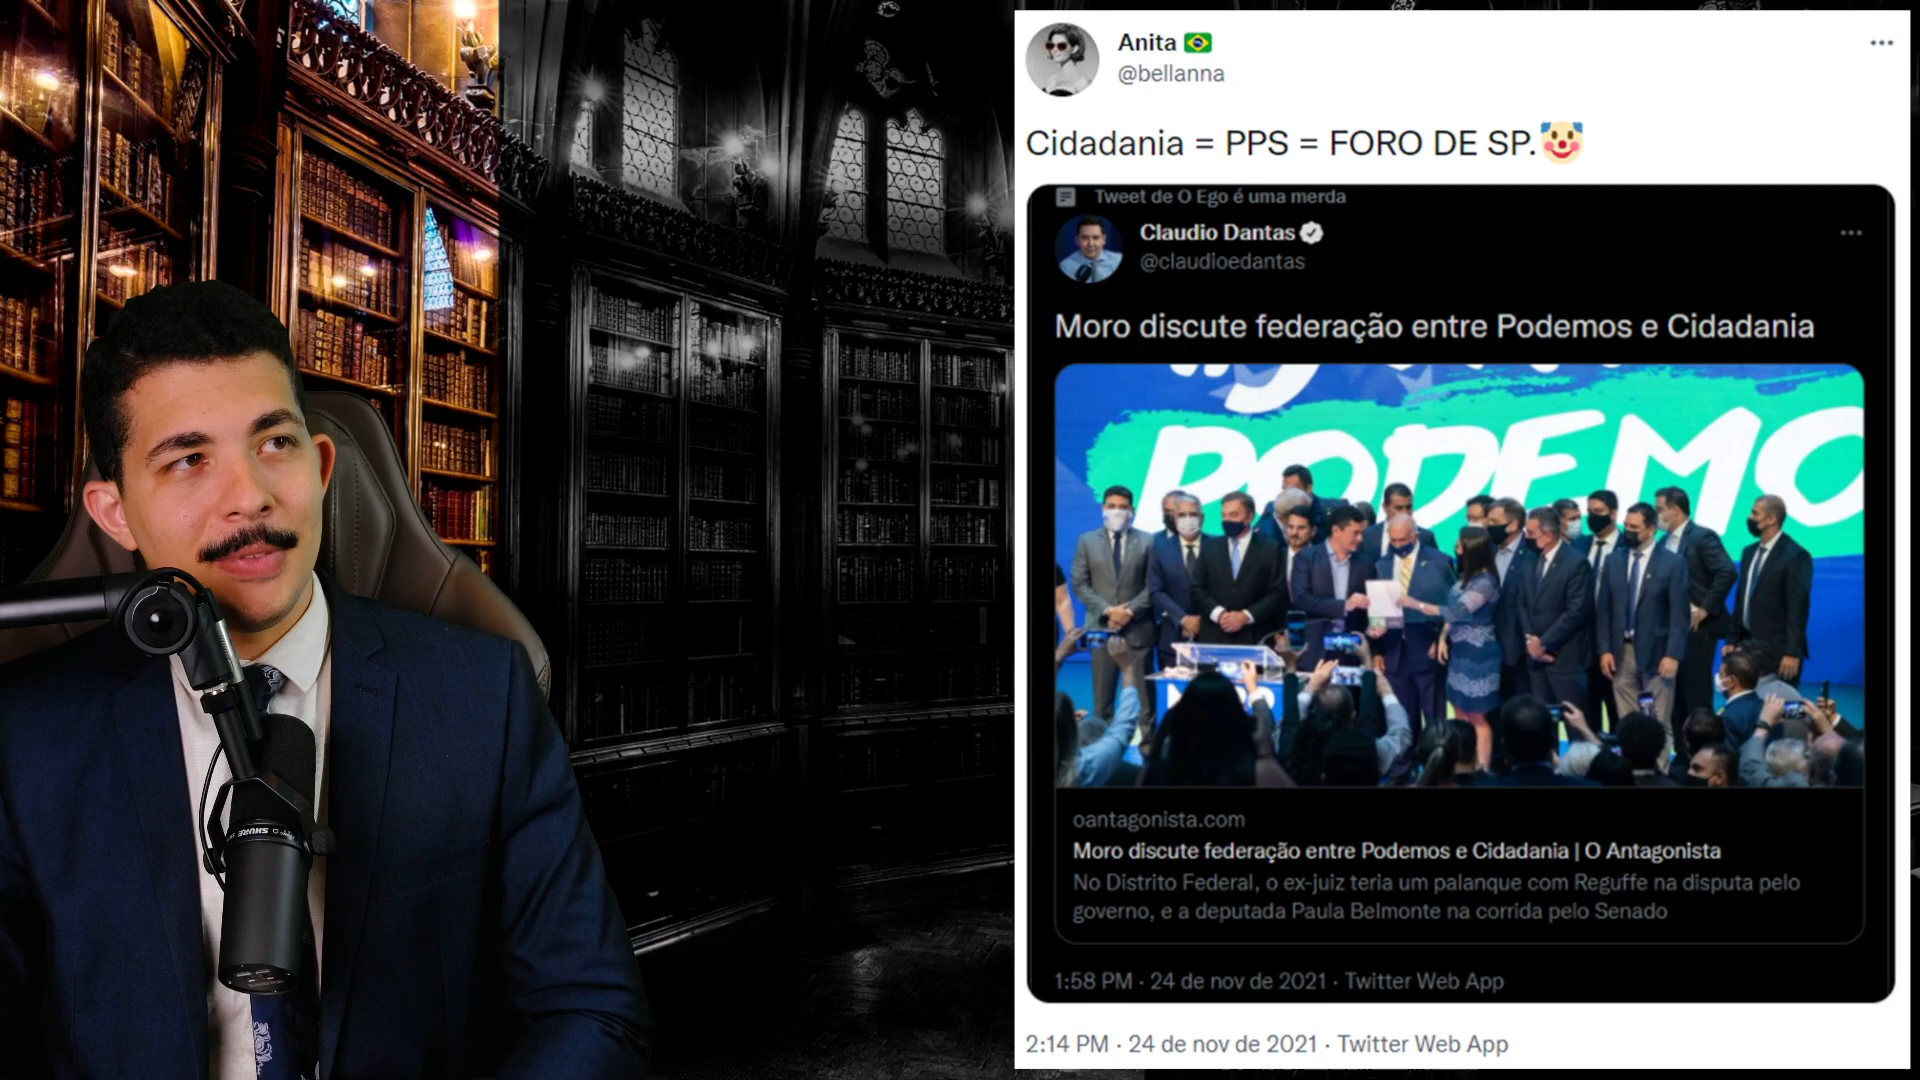 Anita
@bellanna
Cidadania = PPS = FORO DE SP.
Tweet de O Ego é uma merda
Claudio Dantas
@claudioedantas
Moro discute federação entre Podemos e Cidadania
PODEMO
oantagonista.com
Moro discute federação entre Podemos e Cidadania | O Antagonista
No Distrito Federal, o ex-juiz teria um palanque com Reguffe na disputa pelo
governo, e a deputada Paula Belmonte na corrida pelo Senado
1:58 PM · 24 de nov de 2021 · Twitter Web App
2:14 PM · 24 de nov de 2021 · Twitter Web App
SHURE